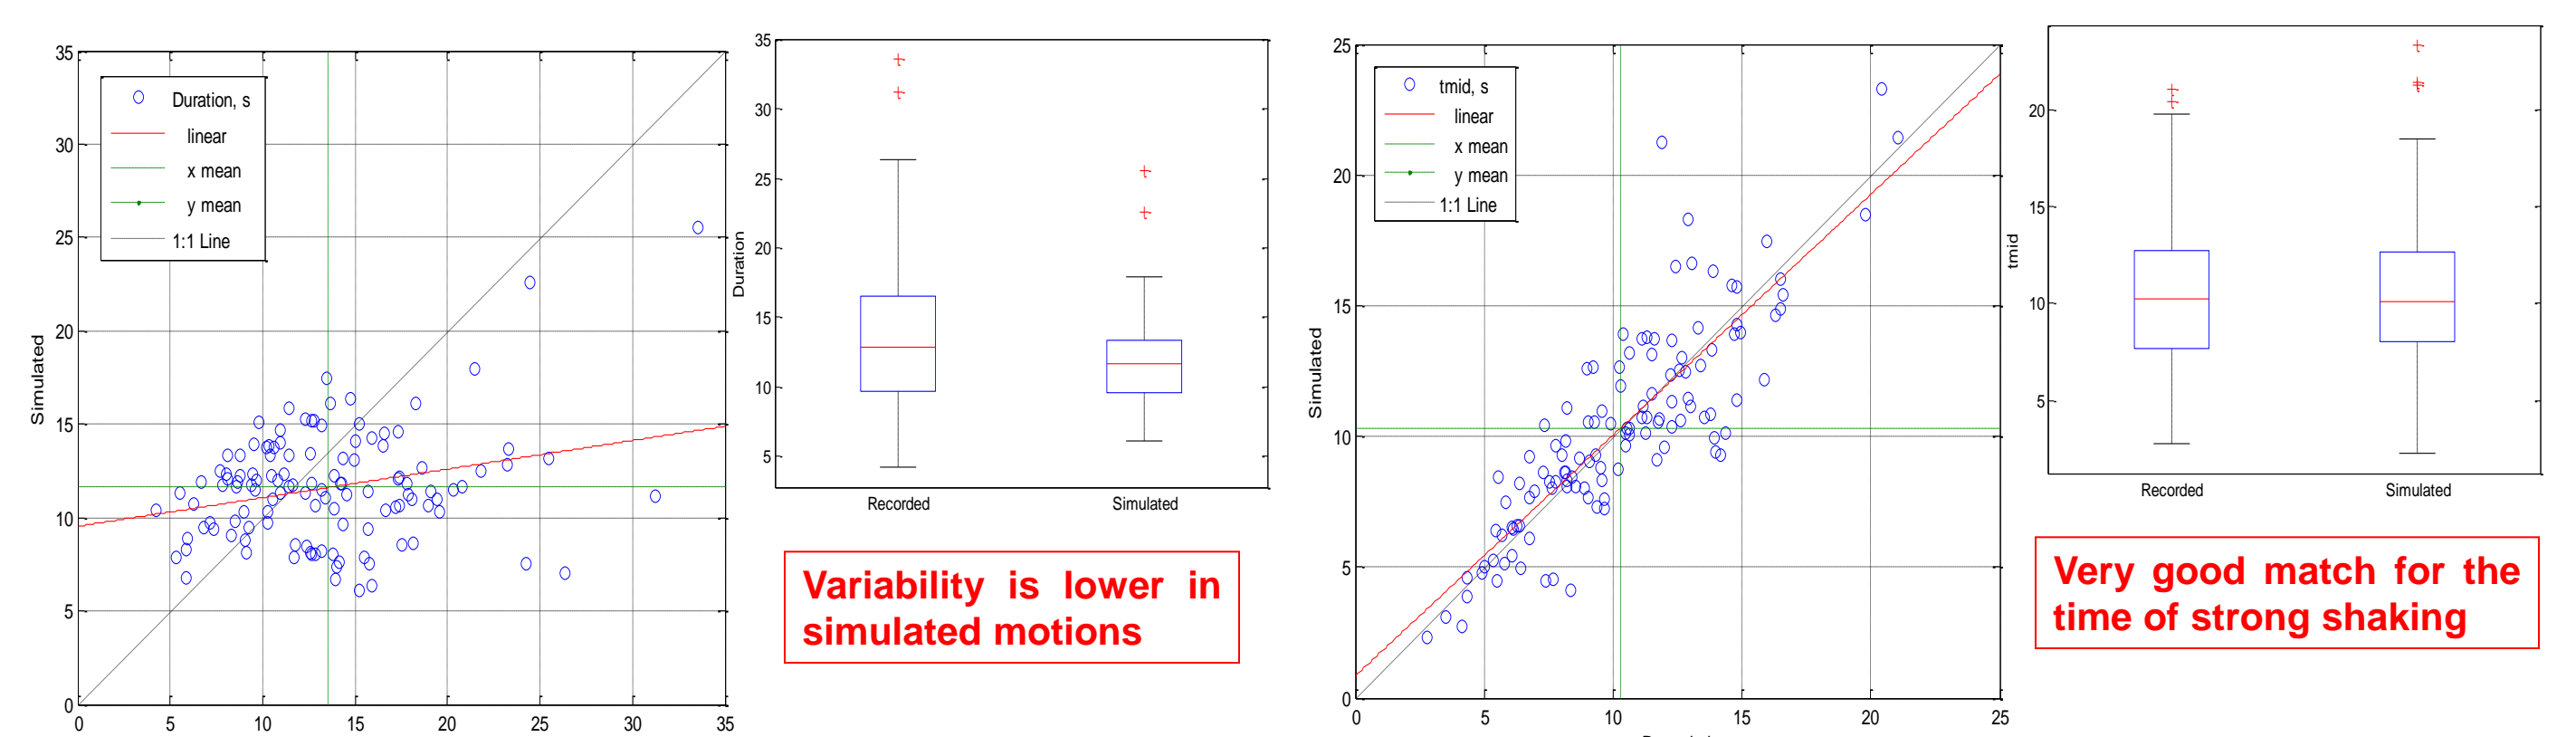 35
30
25
20
15
10
5
0
Simulated
Duration, s
linear
x mean
y mean
1:1 Line
0 5 10 15 20 25 30 35
35
30
25
20
15
10
5
Duration
Recorded Simulated
Variability is lower in
simulated motions
25
20
15
10
5
0
Simulated
tmid, s
linear
x mean
y mean
1:1 Line
0 5 10 15 20 25
20
15
10
5
tmid
Recorded Simulated
Very good match for the
time of strong shaking